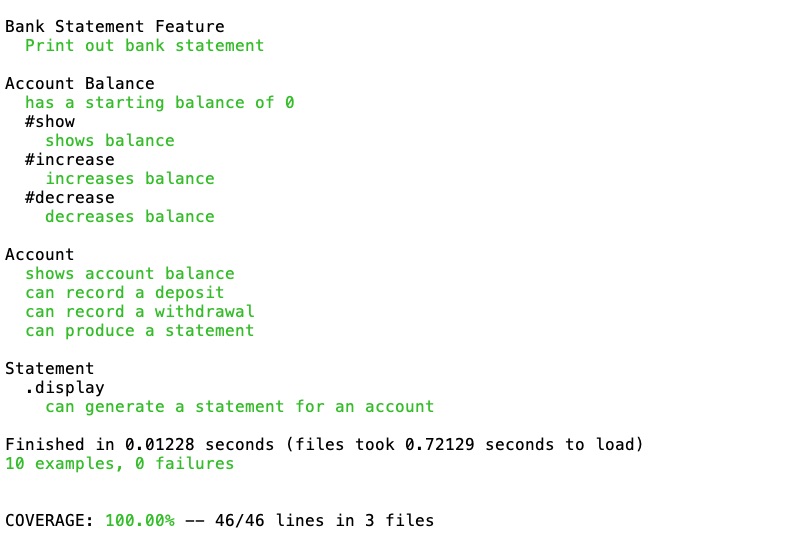 Bank Statement Feature
Print out bank statement
Account Balance
has a starting balance of 0
#show
shows balance
#increase
increases balance
#decrease
decreases balance
Account
shows account balance
can record a deposit
can record a withdrawal
can produce a statement
Statement
.display
can generate a statement for an account
Finished in 0.01228 seconds (files took 0.72129 seconds to load)
10 examples, 0 failures
COVERAGE: 100.00% -- 46/46 lines in 3 files